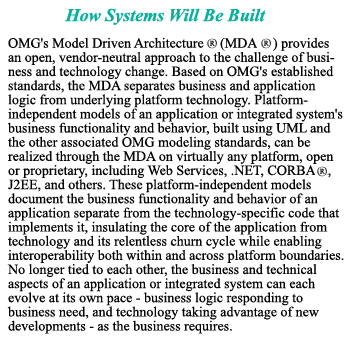 How Systems Will Be Built
OMG's Model Driven Architecture ® (MDA ®) provides
an open, vendor-neutral approach to the challenge of busi-
ness and technology change. Based on OMG's established
standards, the MDA separates business and application
logic from underlying platform technology. Platform-
independent models of an application or integrated system's
business functionality and behavior, built using UML and
the other associated OMG modeling standards, can be
realized through the MDA on virtually any platform, open
or proprietary, including Web Services, .NET, CORBA®,
J2EE, and others. These platform-independent models
document the business functionality and behavior of an
application separate from the technology-specific code that
implements it, insulating the core of the application from
technology and its relentless churn cycle while enabling
interoperability both within and across platform boundaries.
No longer tied to each other, the business and technical
aspects of an application or integrated system can each
evolve at its own pace - business logic responding to
business need, and technology taking advantage of new
developments - as the business requires.